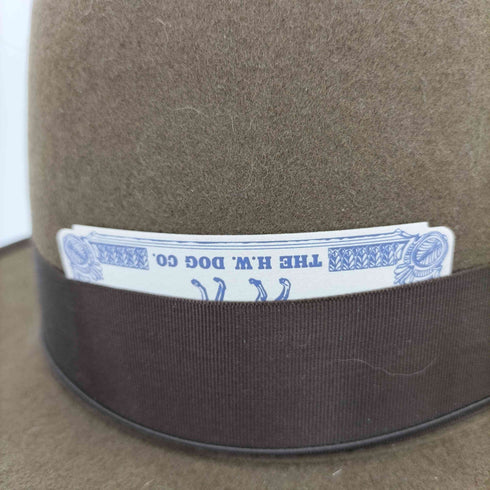 THE H.W. DOG CO.